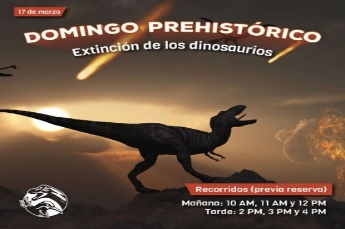 17 de marzo
DOMINGO PREHISTÓRICO
Extinción de los dinosaurios
Recorridos (previa reserva)
Mañana: 10 AM, 11 AM y 12 PM
Tarde: 2 PM, 3 PM y 4 PM